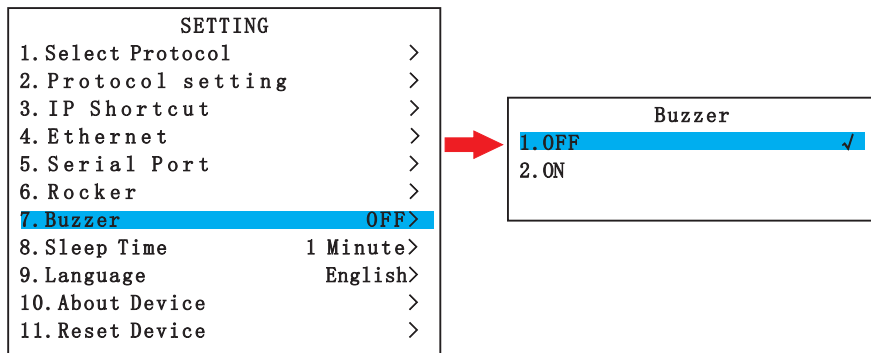 SETTING
1.Select Protocol >
2.Protocol setting >
3.IP Shortcut >
4.Ethernet >
5.Serial Port >
6.Rocker >
7.Buzzer OFF>
8.Sleep Time 1 Minute>
9.Language English>
10.About Device >
11.Reset Device >
Buzzer
1.OFF √
2.ON